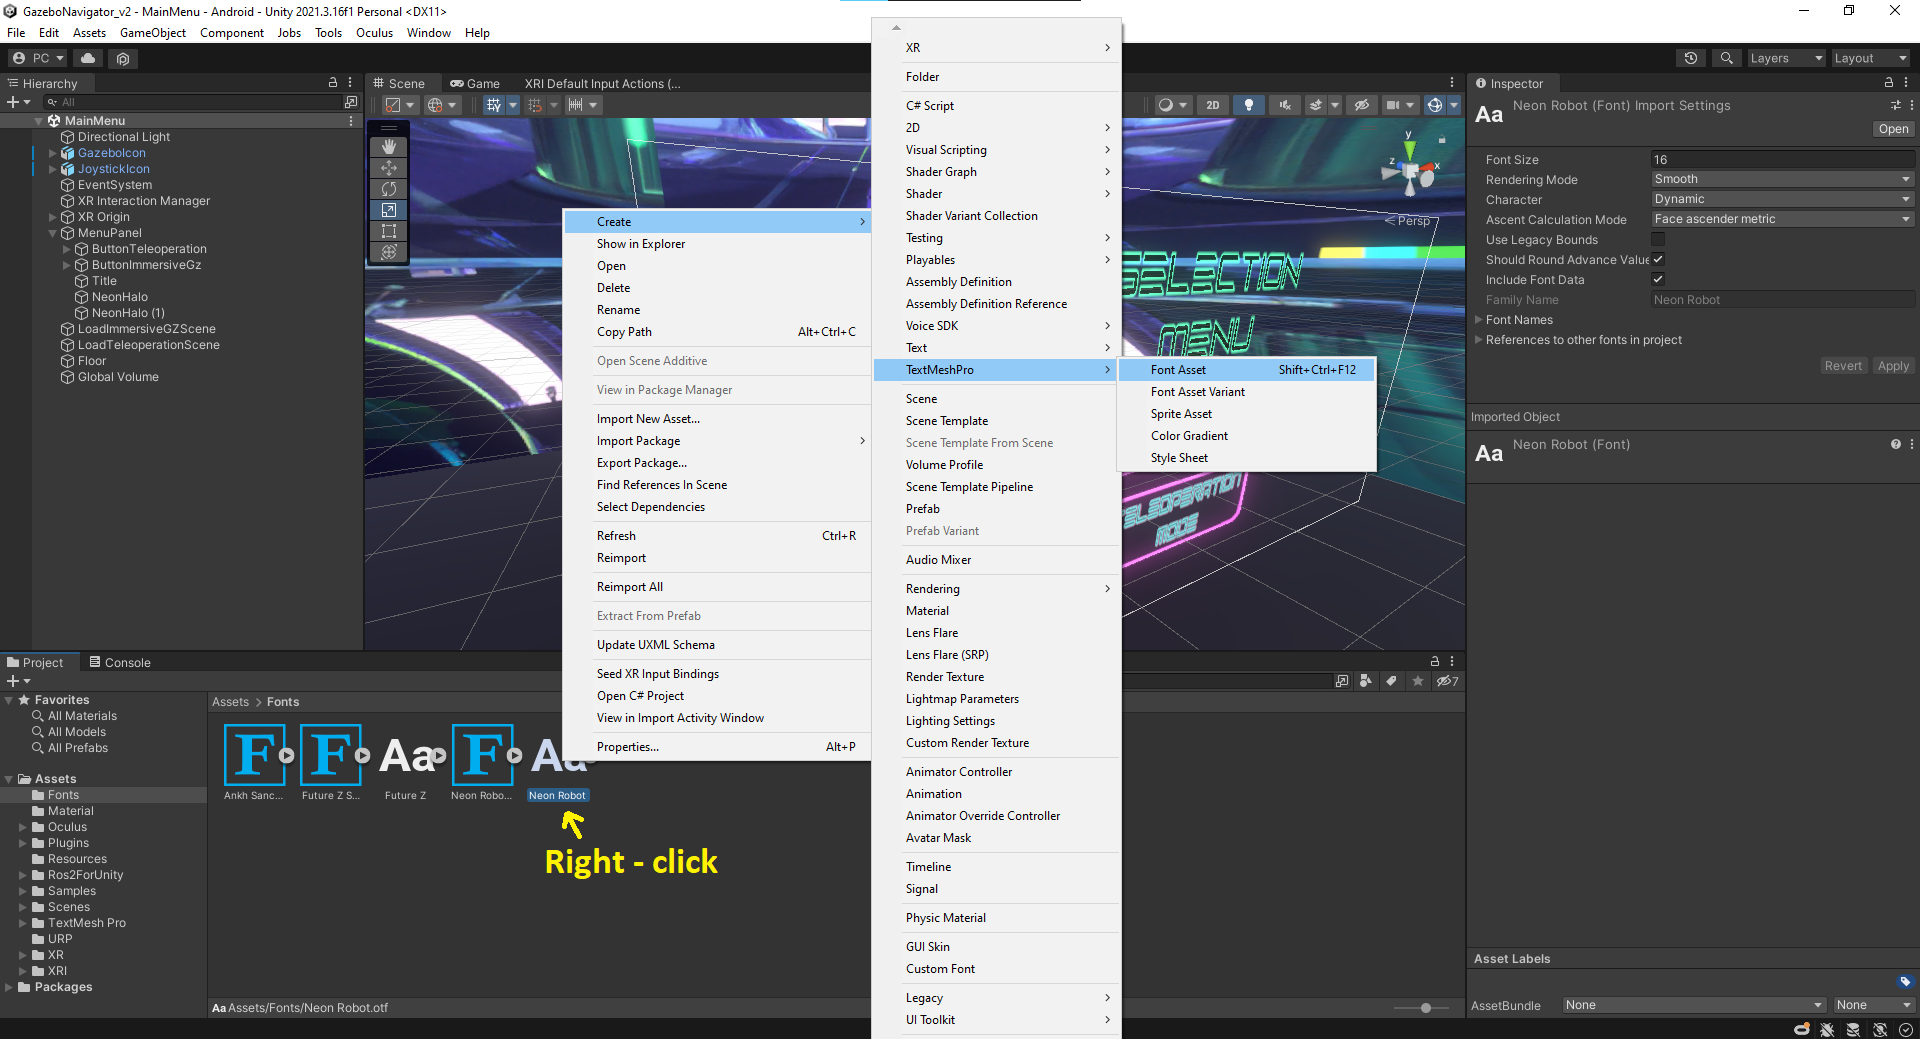 GazeboNavigator_v2 - MainMenu - Android - Unity 2021.3.16f1 Personal <DX11>
File Edit Assets GameObject Component Jobs Tools Oculus Window Help
PC
Layers
Layout
Hierarchy
All
MainMenu
Directional Light
GazeboIcon
JoystickIcon
EventSystem
XR Interaction Manager
XR Origin
MenuPanel
ButtonTeleoperation
ButtonImmersiveGz
Title
NeonHalo
NeonHalo (1)
LoadImmersiveGZScene
LoadTeleoperationScene
Floor
Global Volume
Scene
Game
XRI Default Input Actions (...
2D
y
z
x
< Persp
SELECTION
MENU
TELEOPERATION
MODE
Create
Show in Explorer
Open
Delete
Rename
Copy Path Alt+Ctrl+C
Open Scene Additive
View in Package Manager
Import New Asset...
Import Package
Export Package...
Find References In Scene
Select Dependencies
Refresh Ctrl+R
Reimport
Reimport All
Extract From Prefab
Update UXML Schema
Seed XR Input Bindings
Open C# Project
View in Import Activity Window
Properties... Alt+P
XR
Folder
C# Script
2D
Visual Scripting
Shader Graph
Shader
Shader Variant Collection
Testing
Playables
Assembly Definition
Assembly Definition Reference
Voice SDK
Text
TextMeshPro
Scene
Scene Template
Scene Template From Scene
Volume Profile
Scene Template Pipeline
Prefab
Prefab Variant
Audio Mixer
Rendering
Material
Lens Flare
Lens Flare (SRP)
Render Texture
Lightmap Parameters
Lighting Settings
Custom Render Texture
Animator Controller
Animation
Animator Override Controller
Avatar Mask
Timeline
Signal
Physic Material
GUI Skin
Custom Font
Legacy
UI Toolkit
Font Asset Shift+Ctrl+F12
Font Asset Variant
Sprite Asset
Color Gradient
Style Sheet
Inspector
Aa
Neon Robot (Font) Import Settings
Open
Font Size 16
Rendering Mode Smooth
Character Dynamic
Ascent Calculation Mode Face ascender metric
Use Legacy Bounds
Should Round Advance Value
Include Font Data
Family Name Neon Robot
Font Names
References to other fonts in project
Revert Apply
Imported Object
Aa
Neon Robot (Font)
Asset Labels
AssetBundle None None
Project
Console
7
Favorites
All Materials
All Models
All Prefabs
Assets
Fonts
Material
Oculus
Plugins
Resources
Ros2ForUnity
Samples
Scenes
TextMesh Pro
URP
XR
XRI
Packages
Assets > Fonts
F F Aa F Aa
Ankh Sanc... Future Z S... Future Z Neon Robo... Neon Robot
Right - click
Aa Assets/Fonts/Neon Robot.otf